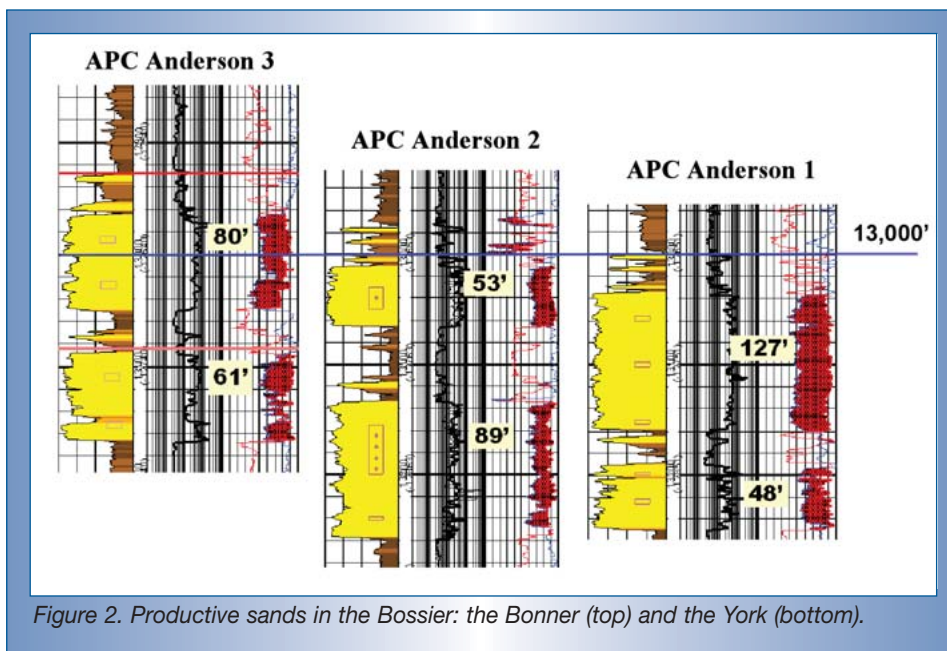 APC Anderson 3
APC Anderson 2
APC Anderson 1
13,000'
80'
53'
127'
61'
89'
48'
Figure 2. Productive sands in the Bossier: the Bonner (top) and the York (bottom).